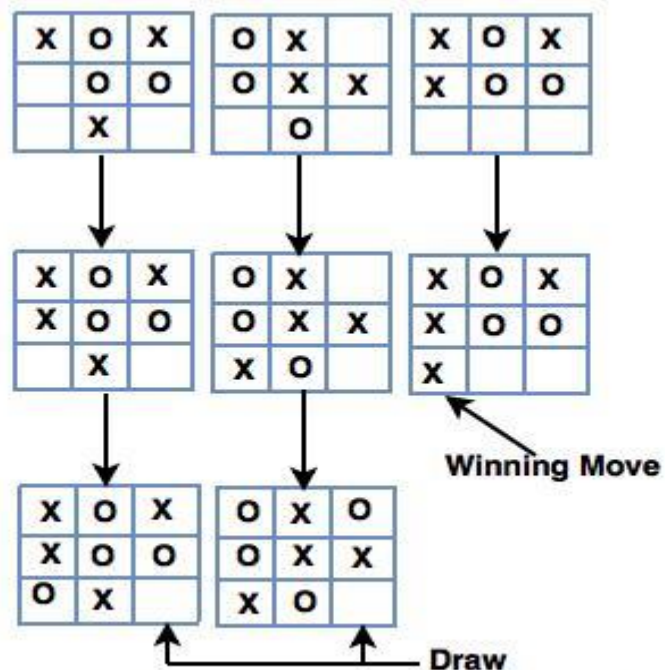 X O X
O O
X
O X
O X X
O
X O X
X O O
X O X
X O O
X
O X
O X X
X O
X O X
X O O
X
Winning Move
X O X
X O O
O X
O X O
O X X
X O
Draw